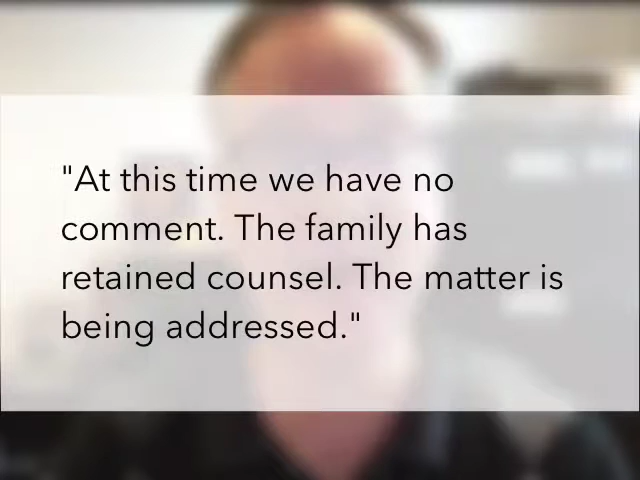 "At this time we have no
comment. The family has
retained counsel. The matter is
being addressed."